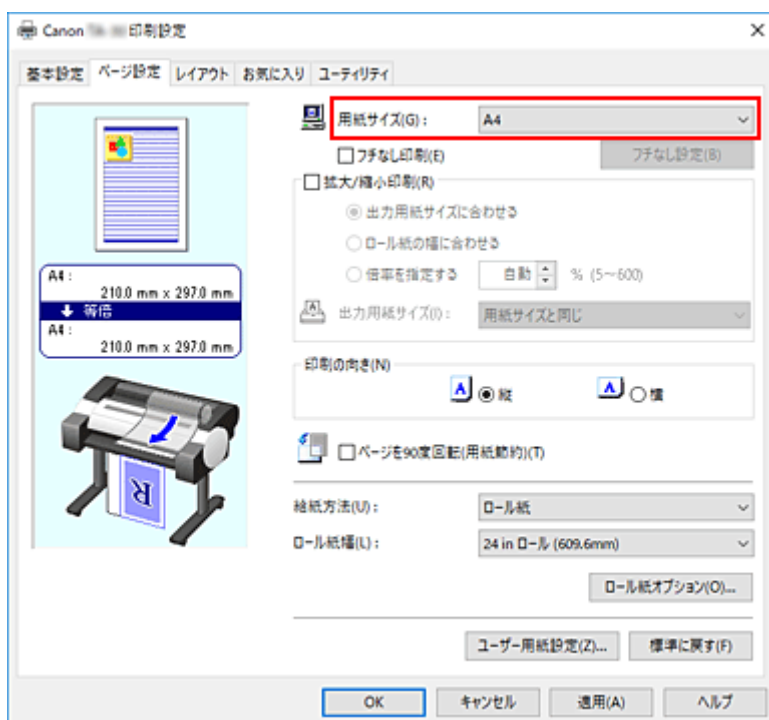 Canon 印刷設定
基本設定 ページ設定 レイアウト お気に入り ユーティリティ
用紙サイズ(G): A4
フチなし印刷(E) フチなし設定(B)
拡大/縮小印刷(R)
出力用紙サイズに合わせる
ロール紙の幅に合わせる
倍率を指定する 自動 % (5～600)
出力用紙サイズ(I): 用紙サイズと同じ
A4 :
210.0 mm x 297.0 mm
等倍
A4 :
210.0 mm x 297.0 mm
R
印刷の向き(N)
A 縦 A 横
ページを90度回転(用紙節約)(T)
給紙方法(U): ロール紙
ロール紙幅(L): 24 in ロール (609.6mm)
ロール紙オプション(O)...
ユーザー用紙設定(Z)... 標準に戻す(F)
OK キャンセル 適用(A) ヘルプ